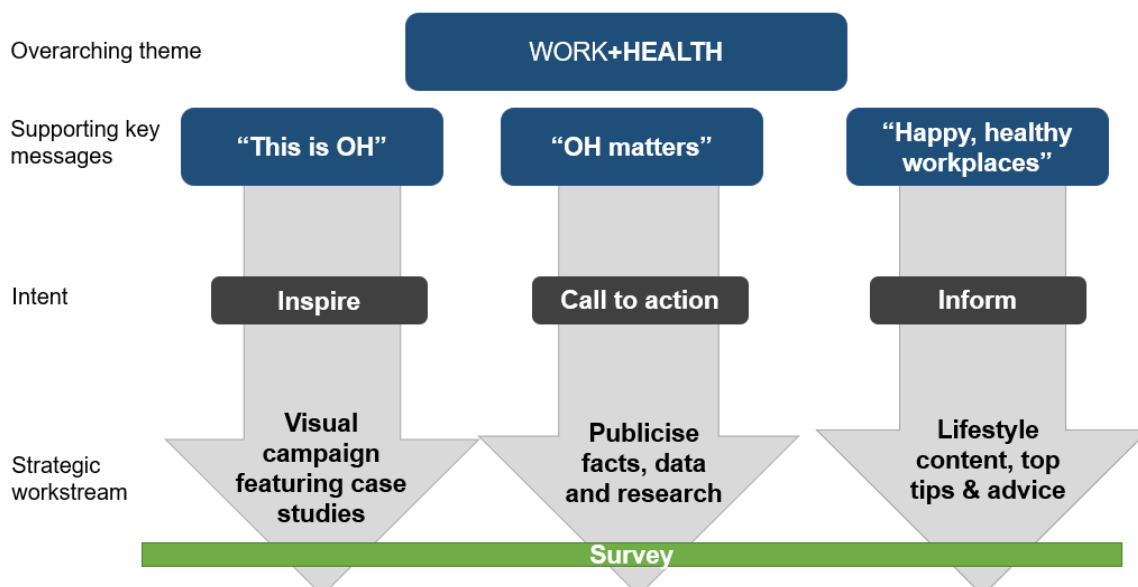 Overarching theme
WORK+HEALTH
Supporting key
messages
“This is OH”
“OH matters”
“Happy, healthy
workplaces”
Intent
Inspire
Call to action
Inform
Strategic
workstream
Visual
campaign
featuring case
studies
Publicise
facts, data
and research
Lifestyle
content, top
tips & advice
Survey